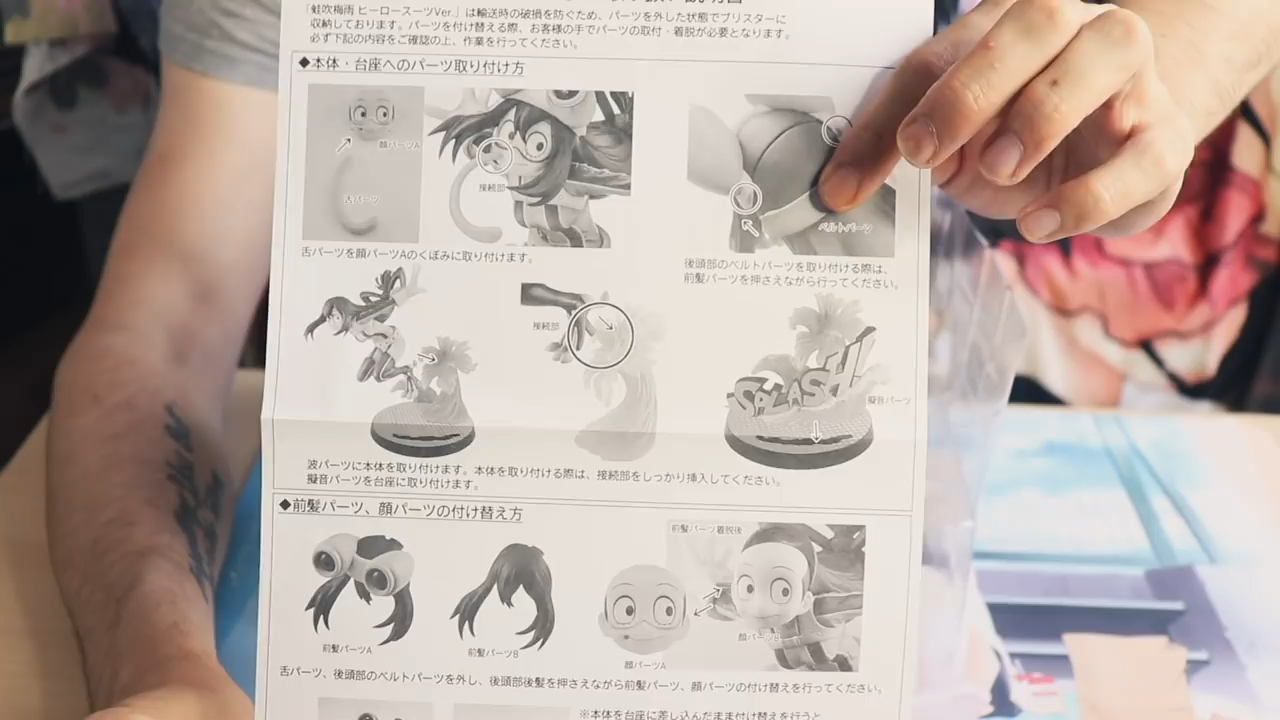 「蛙吹梅雨 ヒーロースーツVer.」は輸送時の破損を防ぐため、パーツを外した状態でブリスターに
収納しております。パーツを付け替える際、お客様の手でパーツの取付・着脱が必要となります。
必ず下記の内容をご確認の上、作業を行ってください。
◆本体・台座へのパーツ取り付け方
顔パーツA
舌パーツ
接続部
ベルトパーツ
舌パーツを顔パーツAのくぼみに取り付けます。
後頭部のベルトパーツを取り付ける際は、
前髪パーツを押さえながら行ってください。
接続部
SPLASH!
擬音パーツ
波パーツに本体を取り付けます。本体を取り付ける際は、接続部をしっかり挿入してください。
擬音パーツを台座に取り付けます。
◆前髪パーツ、顔パーツの付け替え方
前髪パーツ着脱後
前髪パーツA
前髪パーツB
顔パーツA
顔パーツB
舌パーツ、後頭部のベルトパーツを外し、後頭部後髪を押さえながら前髪パーツ、顔パーツの付け替えを行ってください。
※本体を台座に差し込んだまま付け替えを行うと